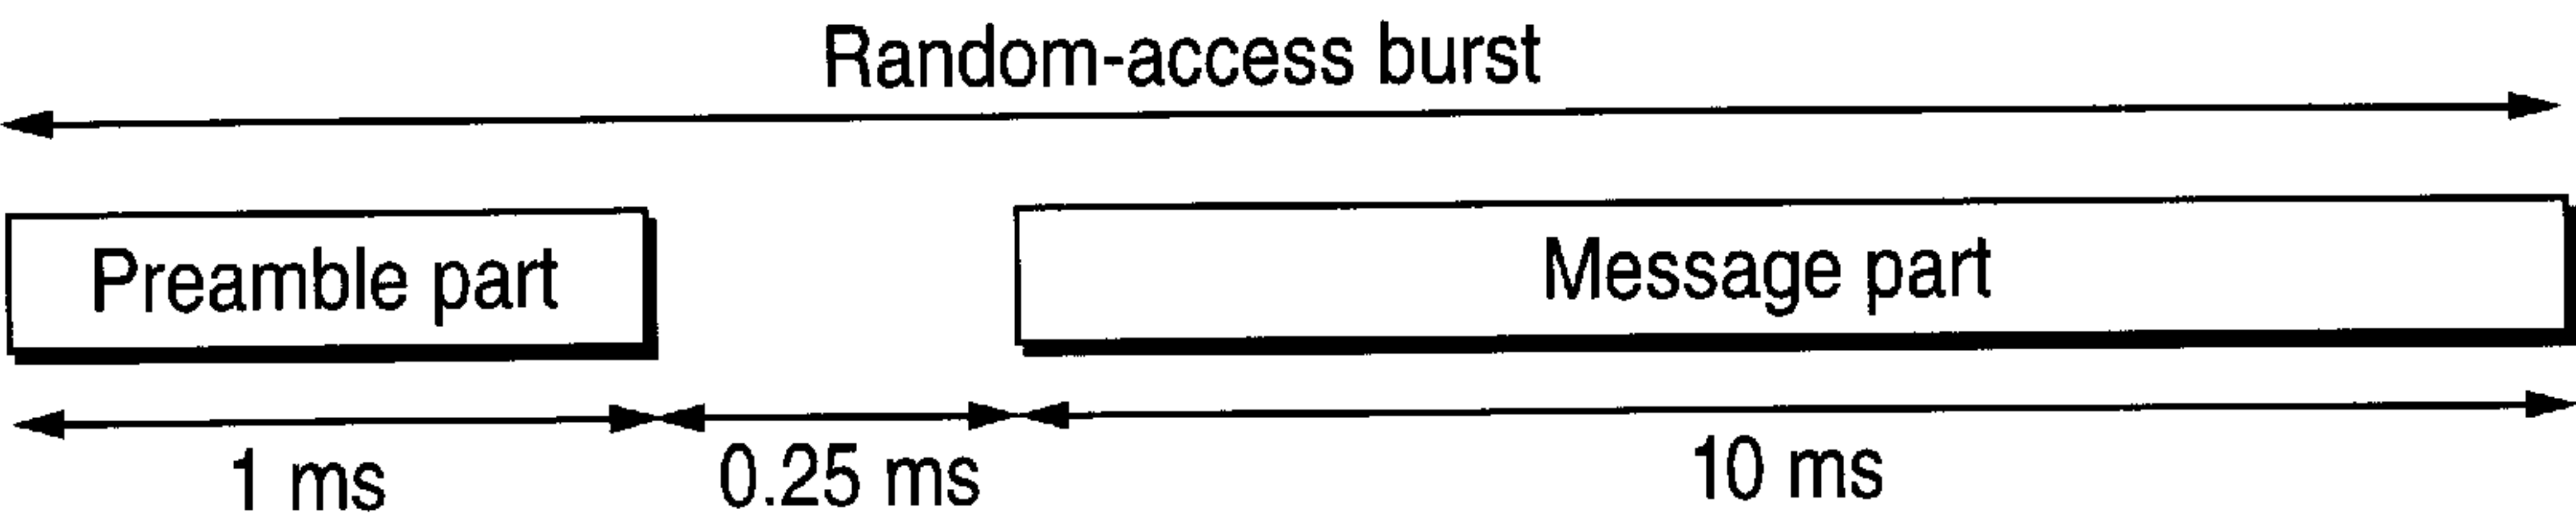 Random-access burst
Preamble part
Message part
1 ms
0.25 ms
10 ms